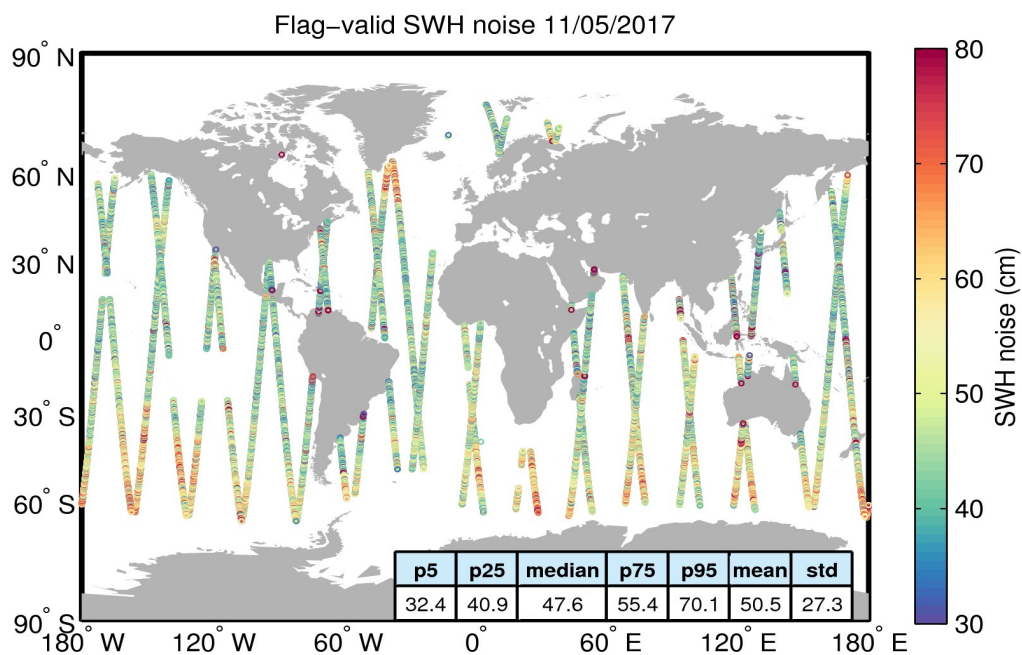 Flag−valid SWH noise 11/05/2017
90° N
60° N
30° N
0°
30° S
60° S
90° S
180° W
120° W
60° W
0°
60° E
120° E
180° E
p5 p25 median p75 p95 mean std
32.4 40.9 47.6 55.4 70.1 50.5 27.3
80
70
60
50
40
30
SWH noise (cm)